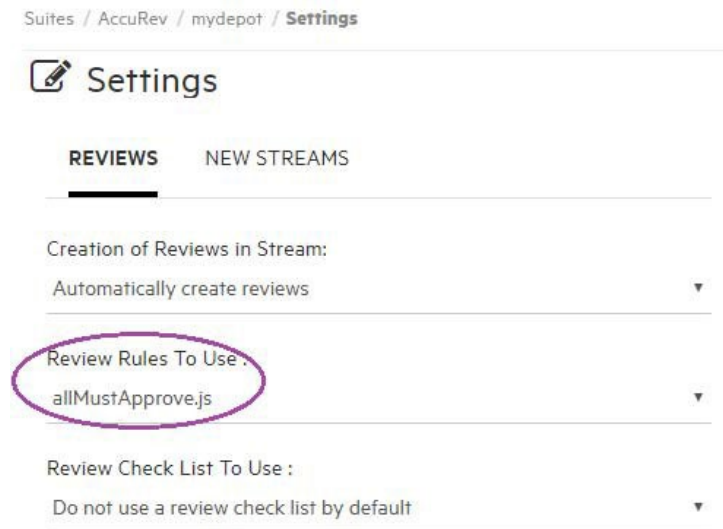 Suites / AccuRev / mydepot / Settings
Settings
REVIEWS NEW STREAMS
Creation of Reviews in Stream:
Automatically create reviews
Review Rules To Use :
allMustApprove.js
Review Check List To Use :
Do not use a review check list by default